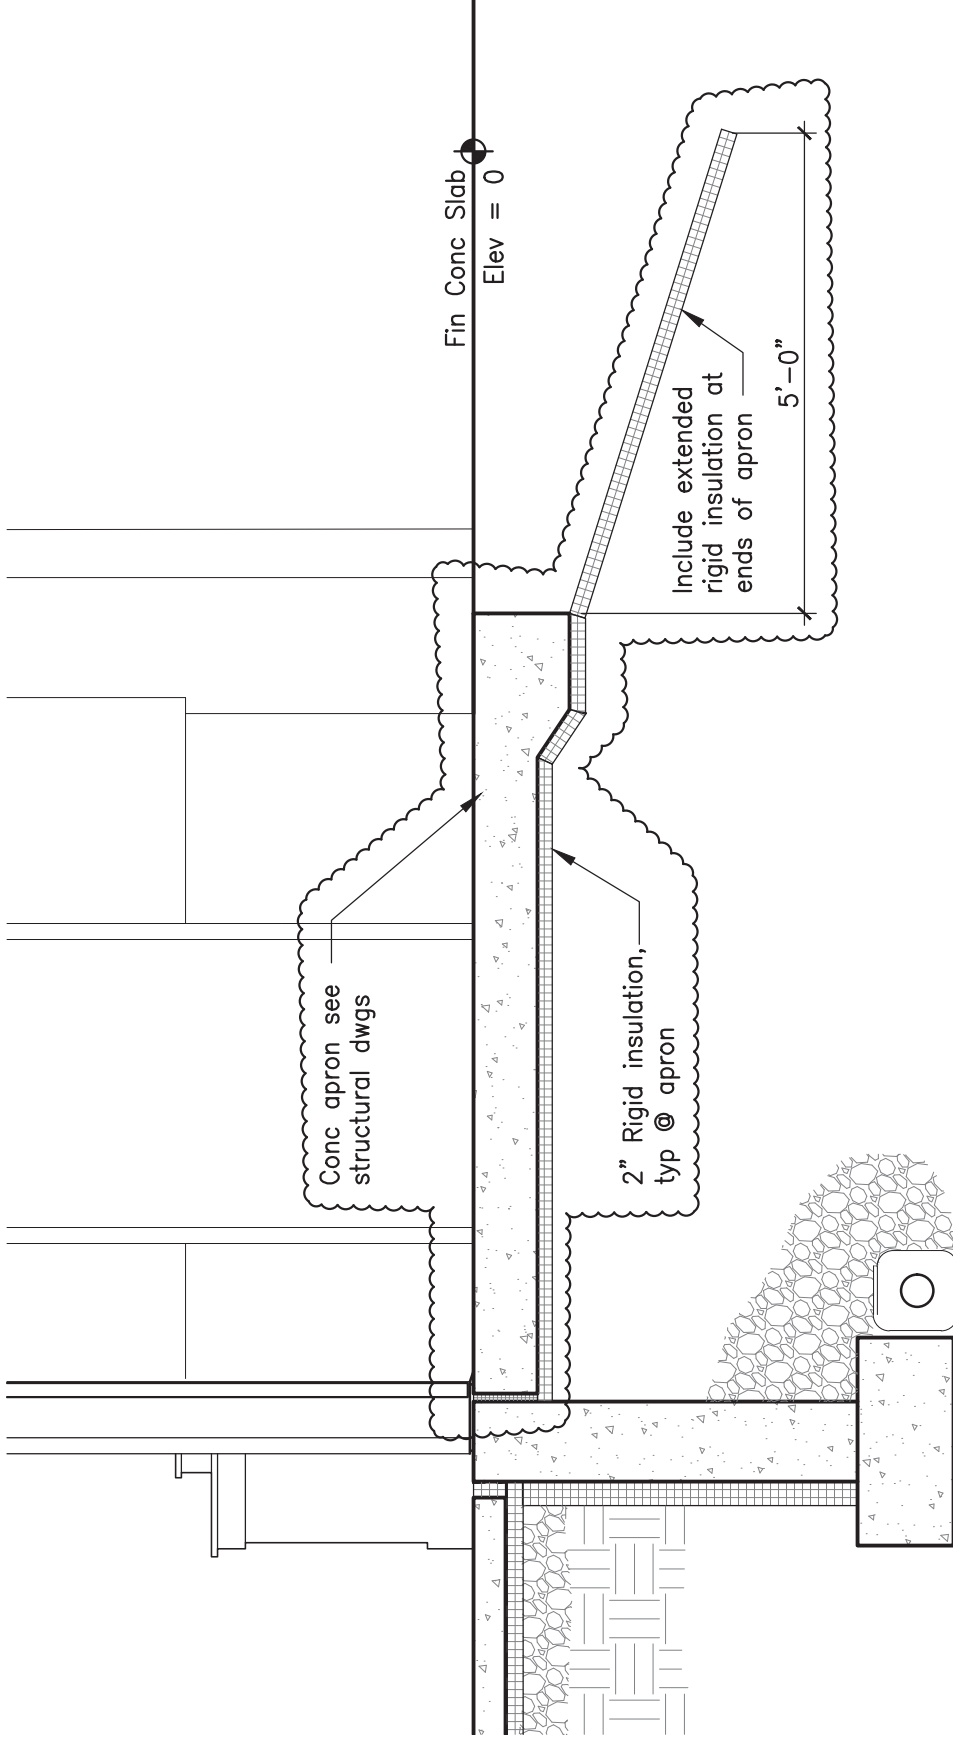 Conc apron see
structural dwgs
Fin Conc Slab
Elev = 0
2" Rigid insulation,
typ @ apron
Include extended
rigid insulation at
ends of apron
5'-0"